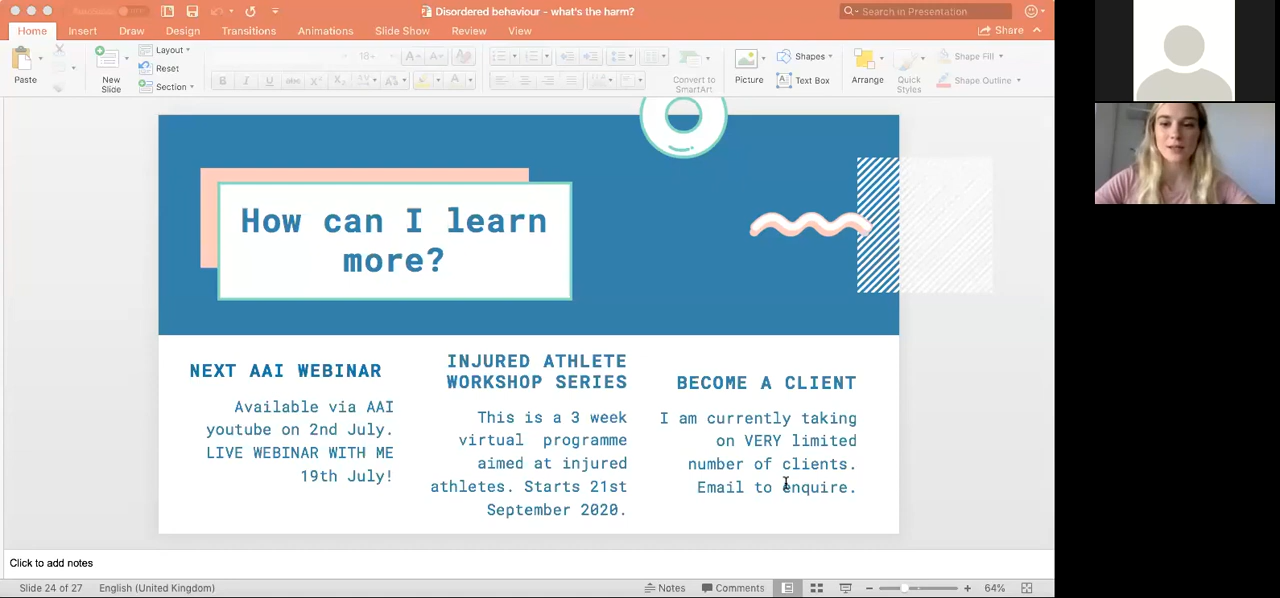 Disordered behaviour - what's the harm?
Search in Presentation
Home Insert Draw Design Transitions Animations Slide Show Review View
Share
Paste
New
Slide
Layout
Reset
Section
18+
Convert to
SmartArt
Picture
Shapes
Text Box
Arrange
Quick
Styles
Shape Fill
Shape Outline
How can I learn
more?
NEXT AAI WEBINAR
Available via AAI
youtube on 2nd July.
LIVE WEBINAR WITH ME
19th July!
INJURED ATHLETE
WORKSHOP SERIES
This is a 3 week
virtual programme
aimed at injured
athletes. Starts 21st
September 2020.
BECOME A CLIENT
I am currently taking
on VERY limited
number of clients.
Email to enquire.
Click to add notes
Slide 24 of 27 English (United Kingdom) Notes Comments 64%